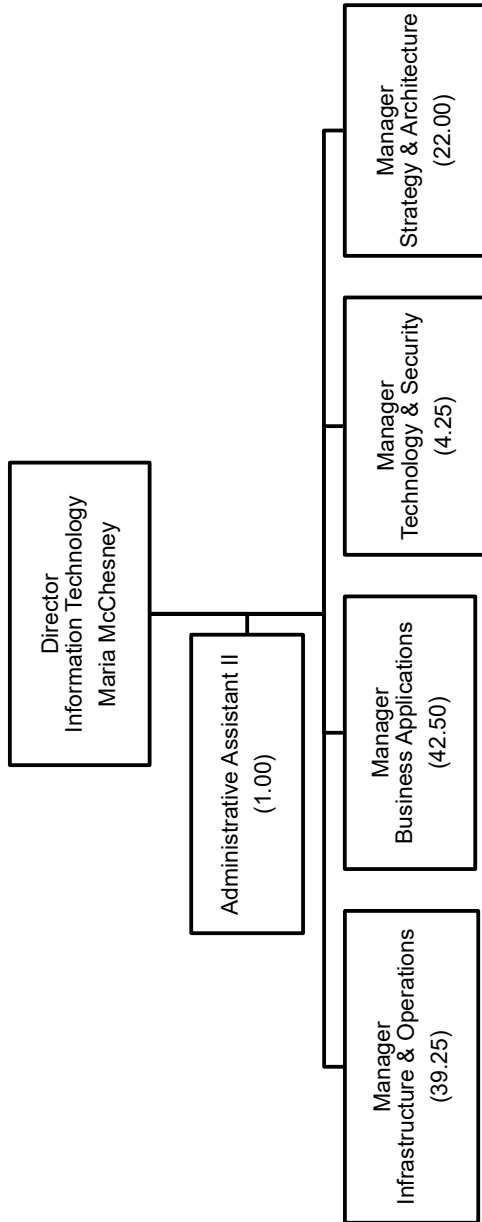 Director
Information Technology
Maria McChesney
Administrative Assistant II
(1.00)
Manager
Infrastructure & Operations
(39.25)
Manager
Business Applications
(42.50)
Manager
Technology & Security
(4.25)
Manager
Strategy & Architecture
(22.00)